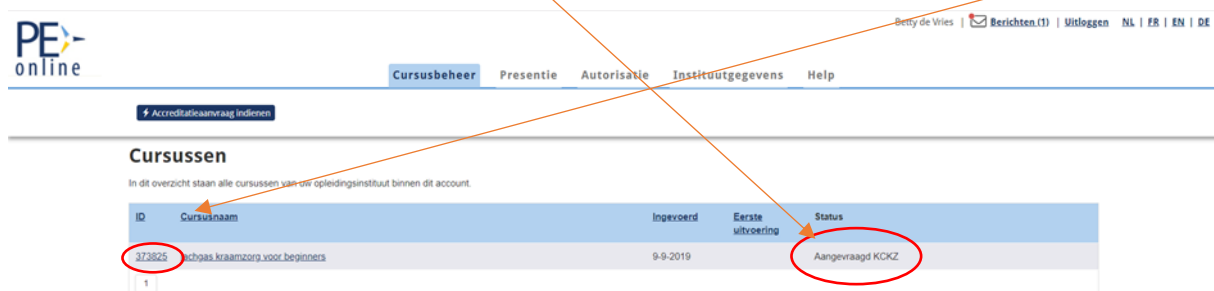 PE
online
Betty de Vries | Berichten (1) | Uitloggen NL | FR | EN | DE
Cursusbeheer Presentie Autorisatie Instituutgegevens Help
Accreditatieaanvraag indienen
Cursussen
In dit overzicht staan alle cursussen van uw opleidingsinstituut binnen dit account.
ID Cursusnaam Ingevoerd Eerste uitvoering Status
373825 lachgas kraamzorg voor beginners 9-9-2019 Aangevraagd KCKZ
1